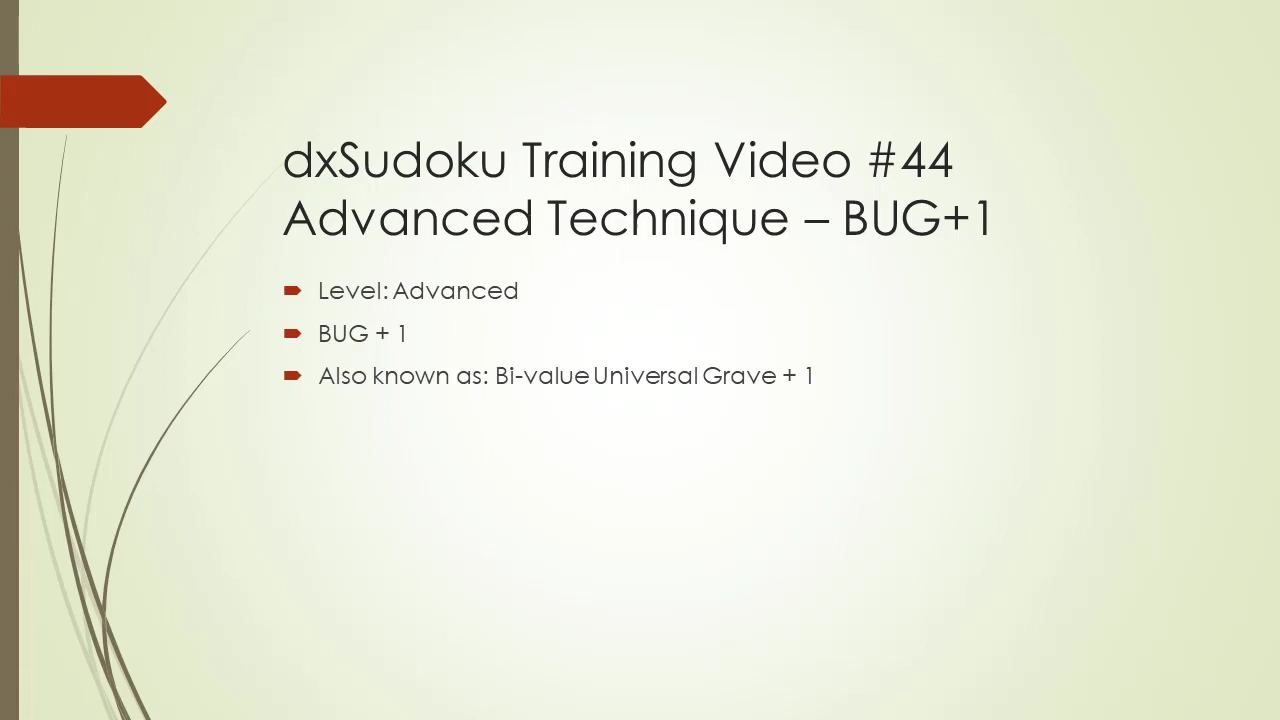 dxSudoku Training Video #44
Advanced Technique – BUG+1
Level: Advanced
BUG + 1
Also known as: Bi-value Universal Grave + 1